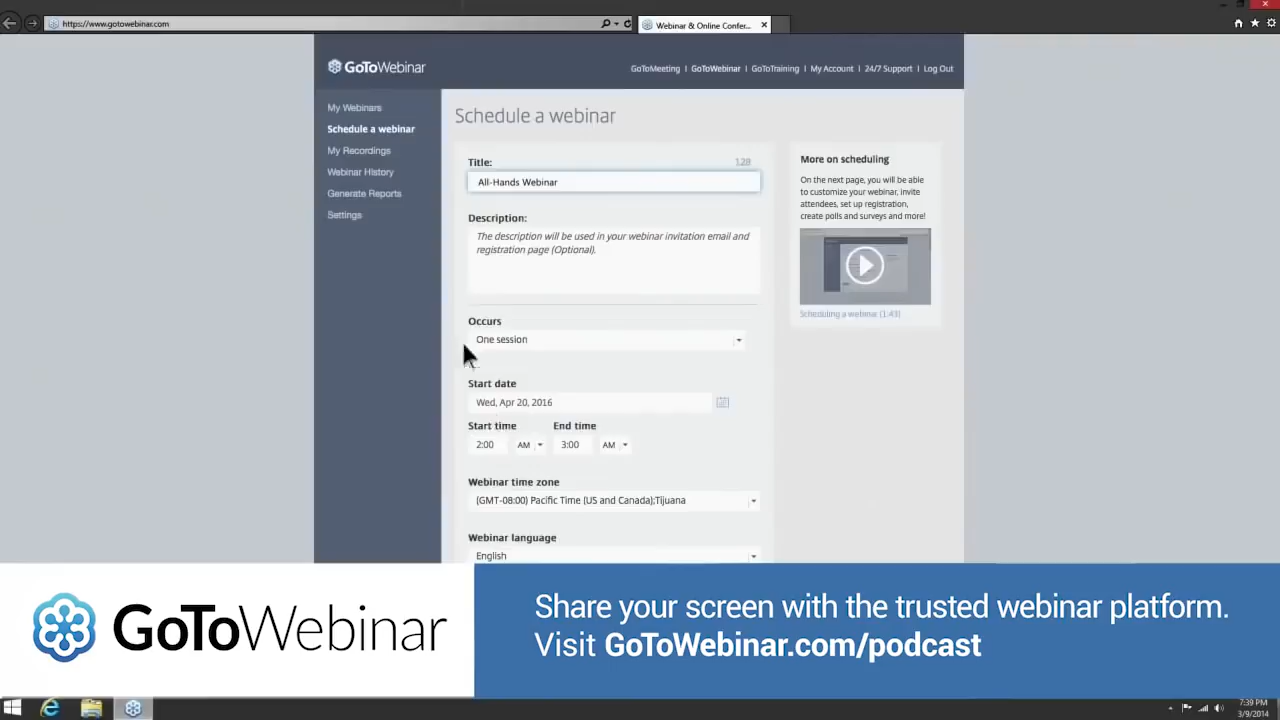 https://www.gotowebinar.com
Webinar & Online Confer...
GoToWebinar
GoToMeeting | GoToWebinar | GoToTraining | My Account | 24/7 Support | Log Out
My Webinars
Schedule a webinar
My Recordings
Webinar History
Generate Reports
Settings
Schedule a webinar
Title:
128
All-Hands Webinar
Description:
The description will be used in your webinar invitation email and
registration page (Optional).
Occurs
One session
Start date
Wed, Apr 20, 2016
Start time End time
2:00 AM 3:00 AM
Webinar time zone
(GMT-08:00) Pacific Time (US and Canada);Tijuana
Webinar language
English
More on scheduling
On the next page, you will be able
to customize your webinar, invite
attendees, set up registration,
create polls and surveys and more!
Scheduling a webinar (1:43)
GoToWebinar
Share your screen with the trusted webinar platform.
Visit GoToWebinar.com/podcast
7:39 PM
3/9/2014